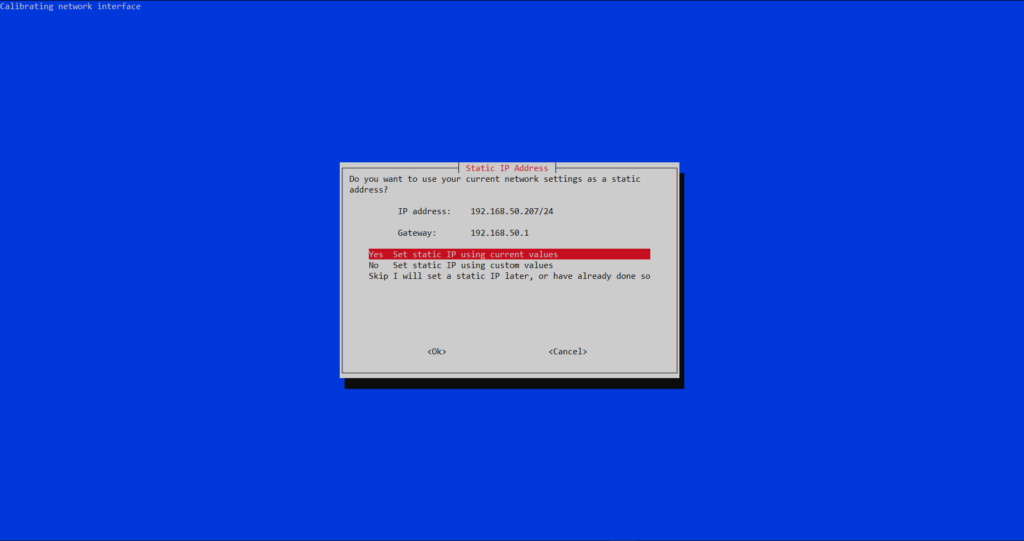 Calibrating network interface
Static IP Address
Do you want to use your current network settings as a static
address?
IP address: 192.168.50.207/24
Gateway: 192.168.50.1
Yes Set static IP using current values
No Set static IP using custom values
Skip I will set a static IP later, or have already done so
<Ok> <Cancel>